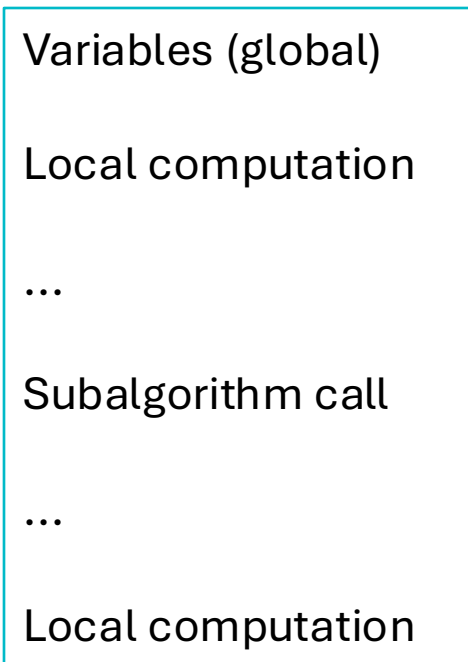 Variables (global)
Local computation
...
Subalgorithm call
...
Local computation